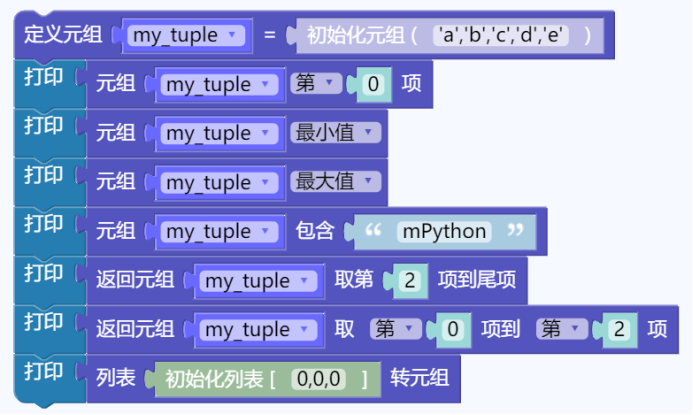 定义元组 my_tuple = 初始化元组 ( 'a','b','c','d','e' )
打印 元组 my_tuple 第 0 项
打印 元组 my_tuple 最小值
打印 元组 my_tuple 最大值
打印 元组 my_tuple 包含 “ mPython ”
打印 返回元组 my_tuple 取第 2 项到尾项
打印 返回元组 my_tuple 取 第 0 项到 第 2 项
打印 列表 初始化列表 [ 0,0,0 ] 转元组